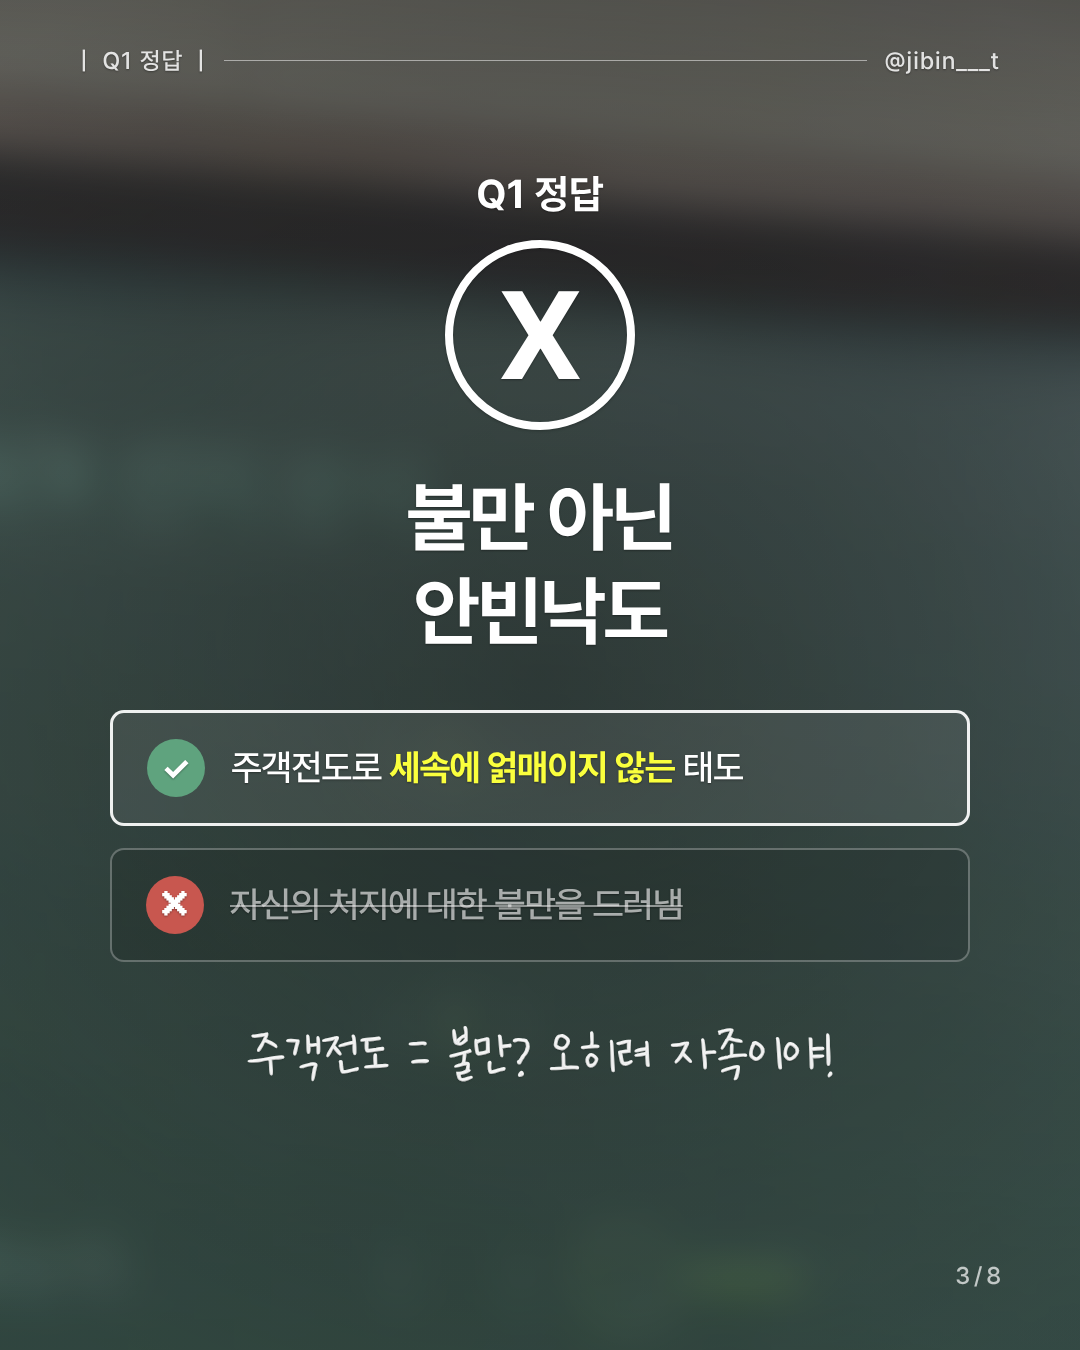 | Q1 정답 |
@jibin___t
Q1 정답
X
불만 아닌
안빈낙도
주객전도로 세속에 얽매이지 않는 태도
자신의 처지에 대한 불만을 드러냄
주객전도 = 불만? 오히려 자족이야!
3/8